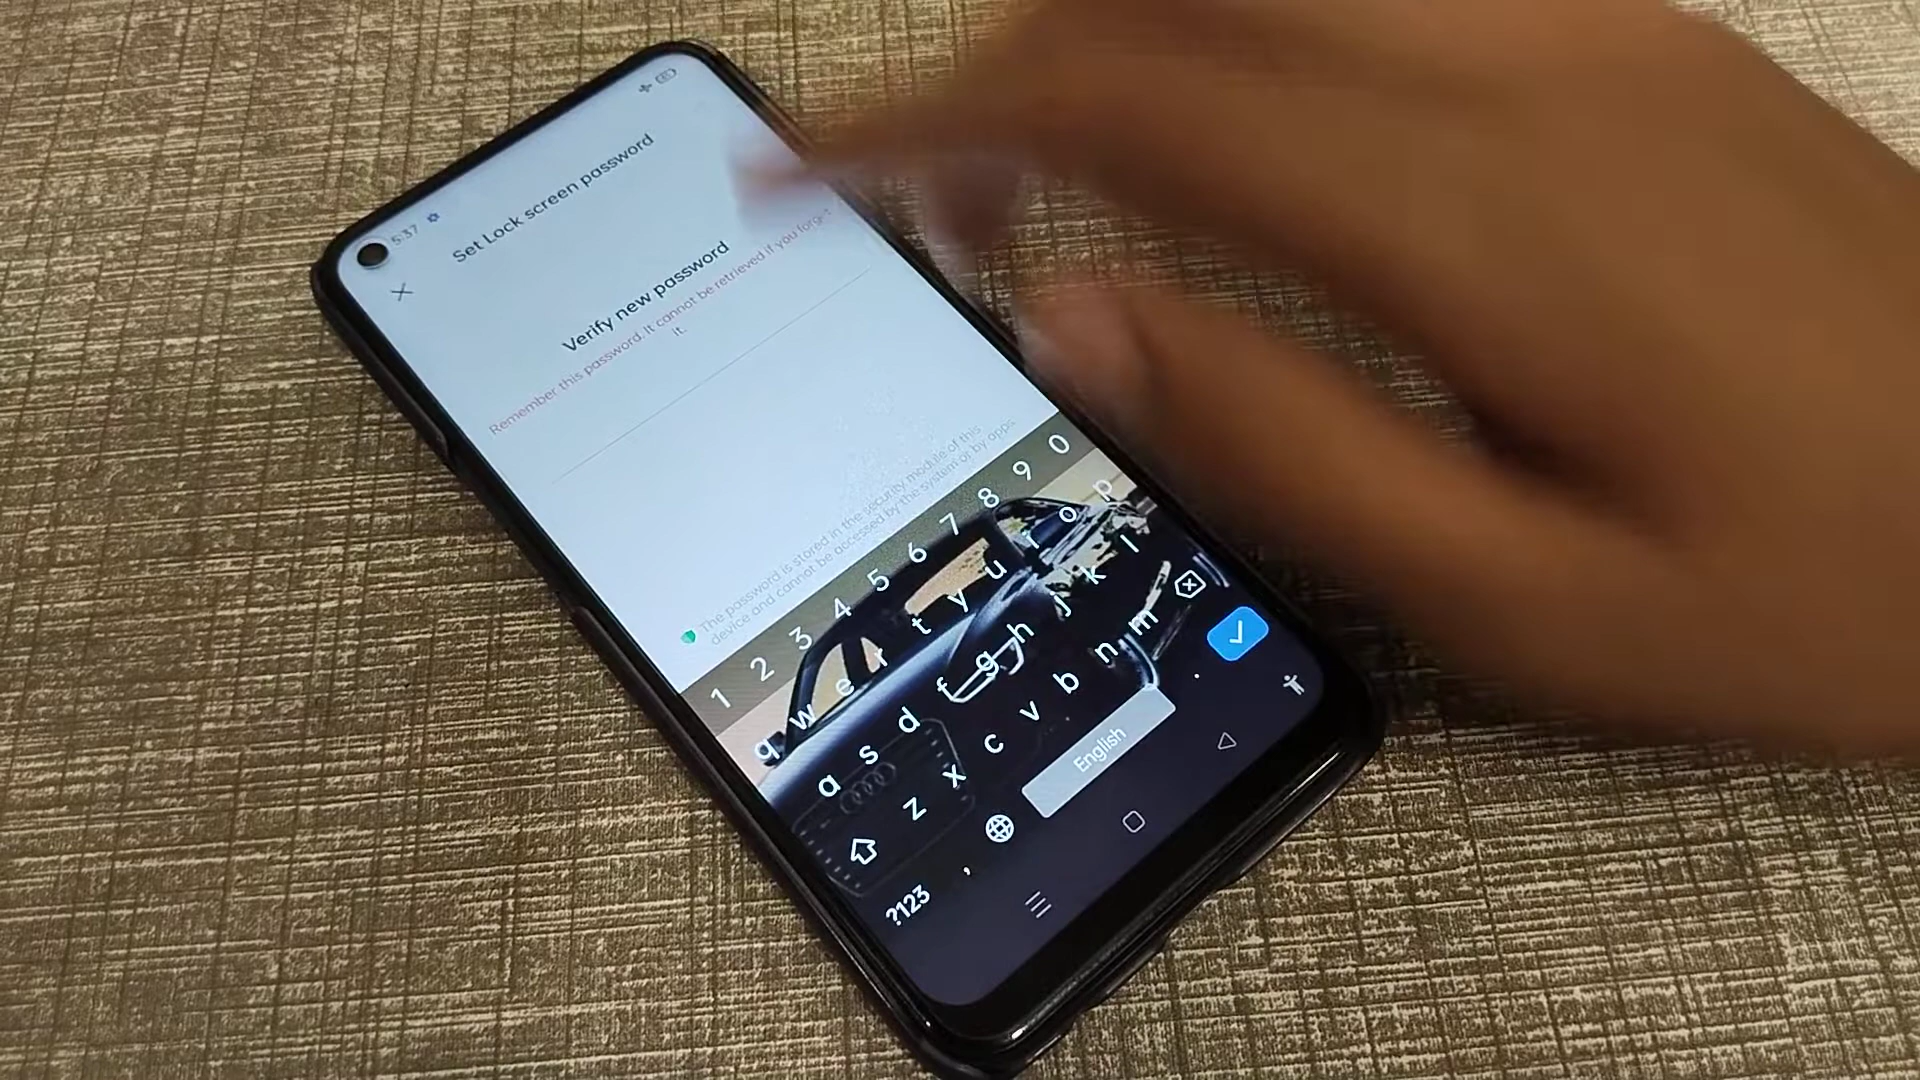 5:37
Set Lock screen password
Verify new password
Remember this password. It cannot be retrieved if you forget
it.
The password is stored in the security module of this
device and cannot be accessed by the system or by apps
1 2 3 4 5 6 7 8 9 0
q w e r t y u i o p
a s d f g h j k l
z x c v b n m
?123 , English .